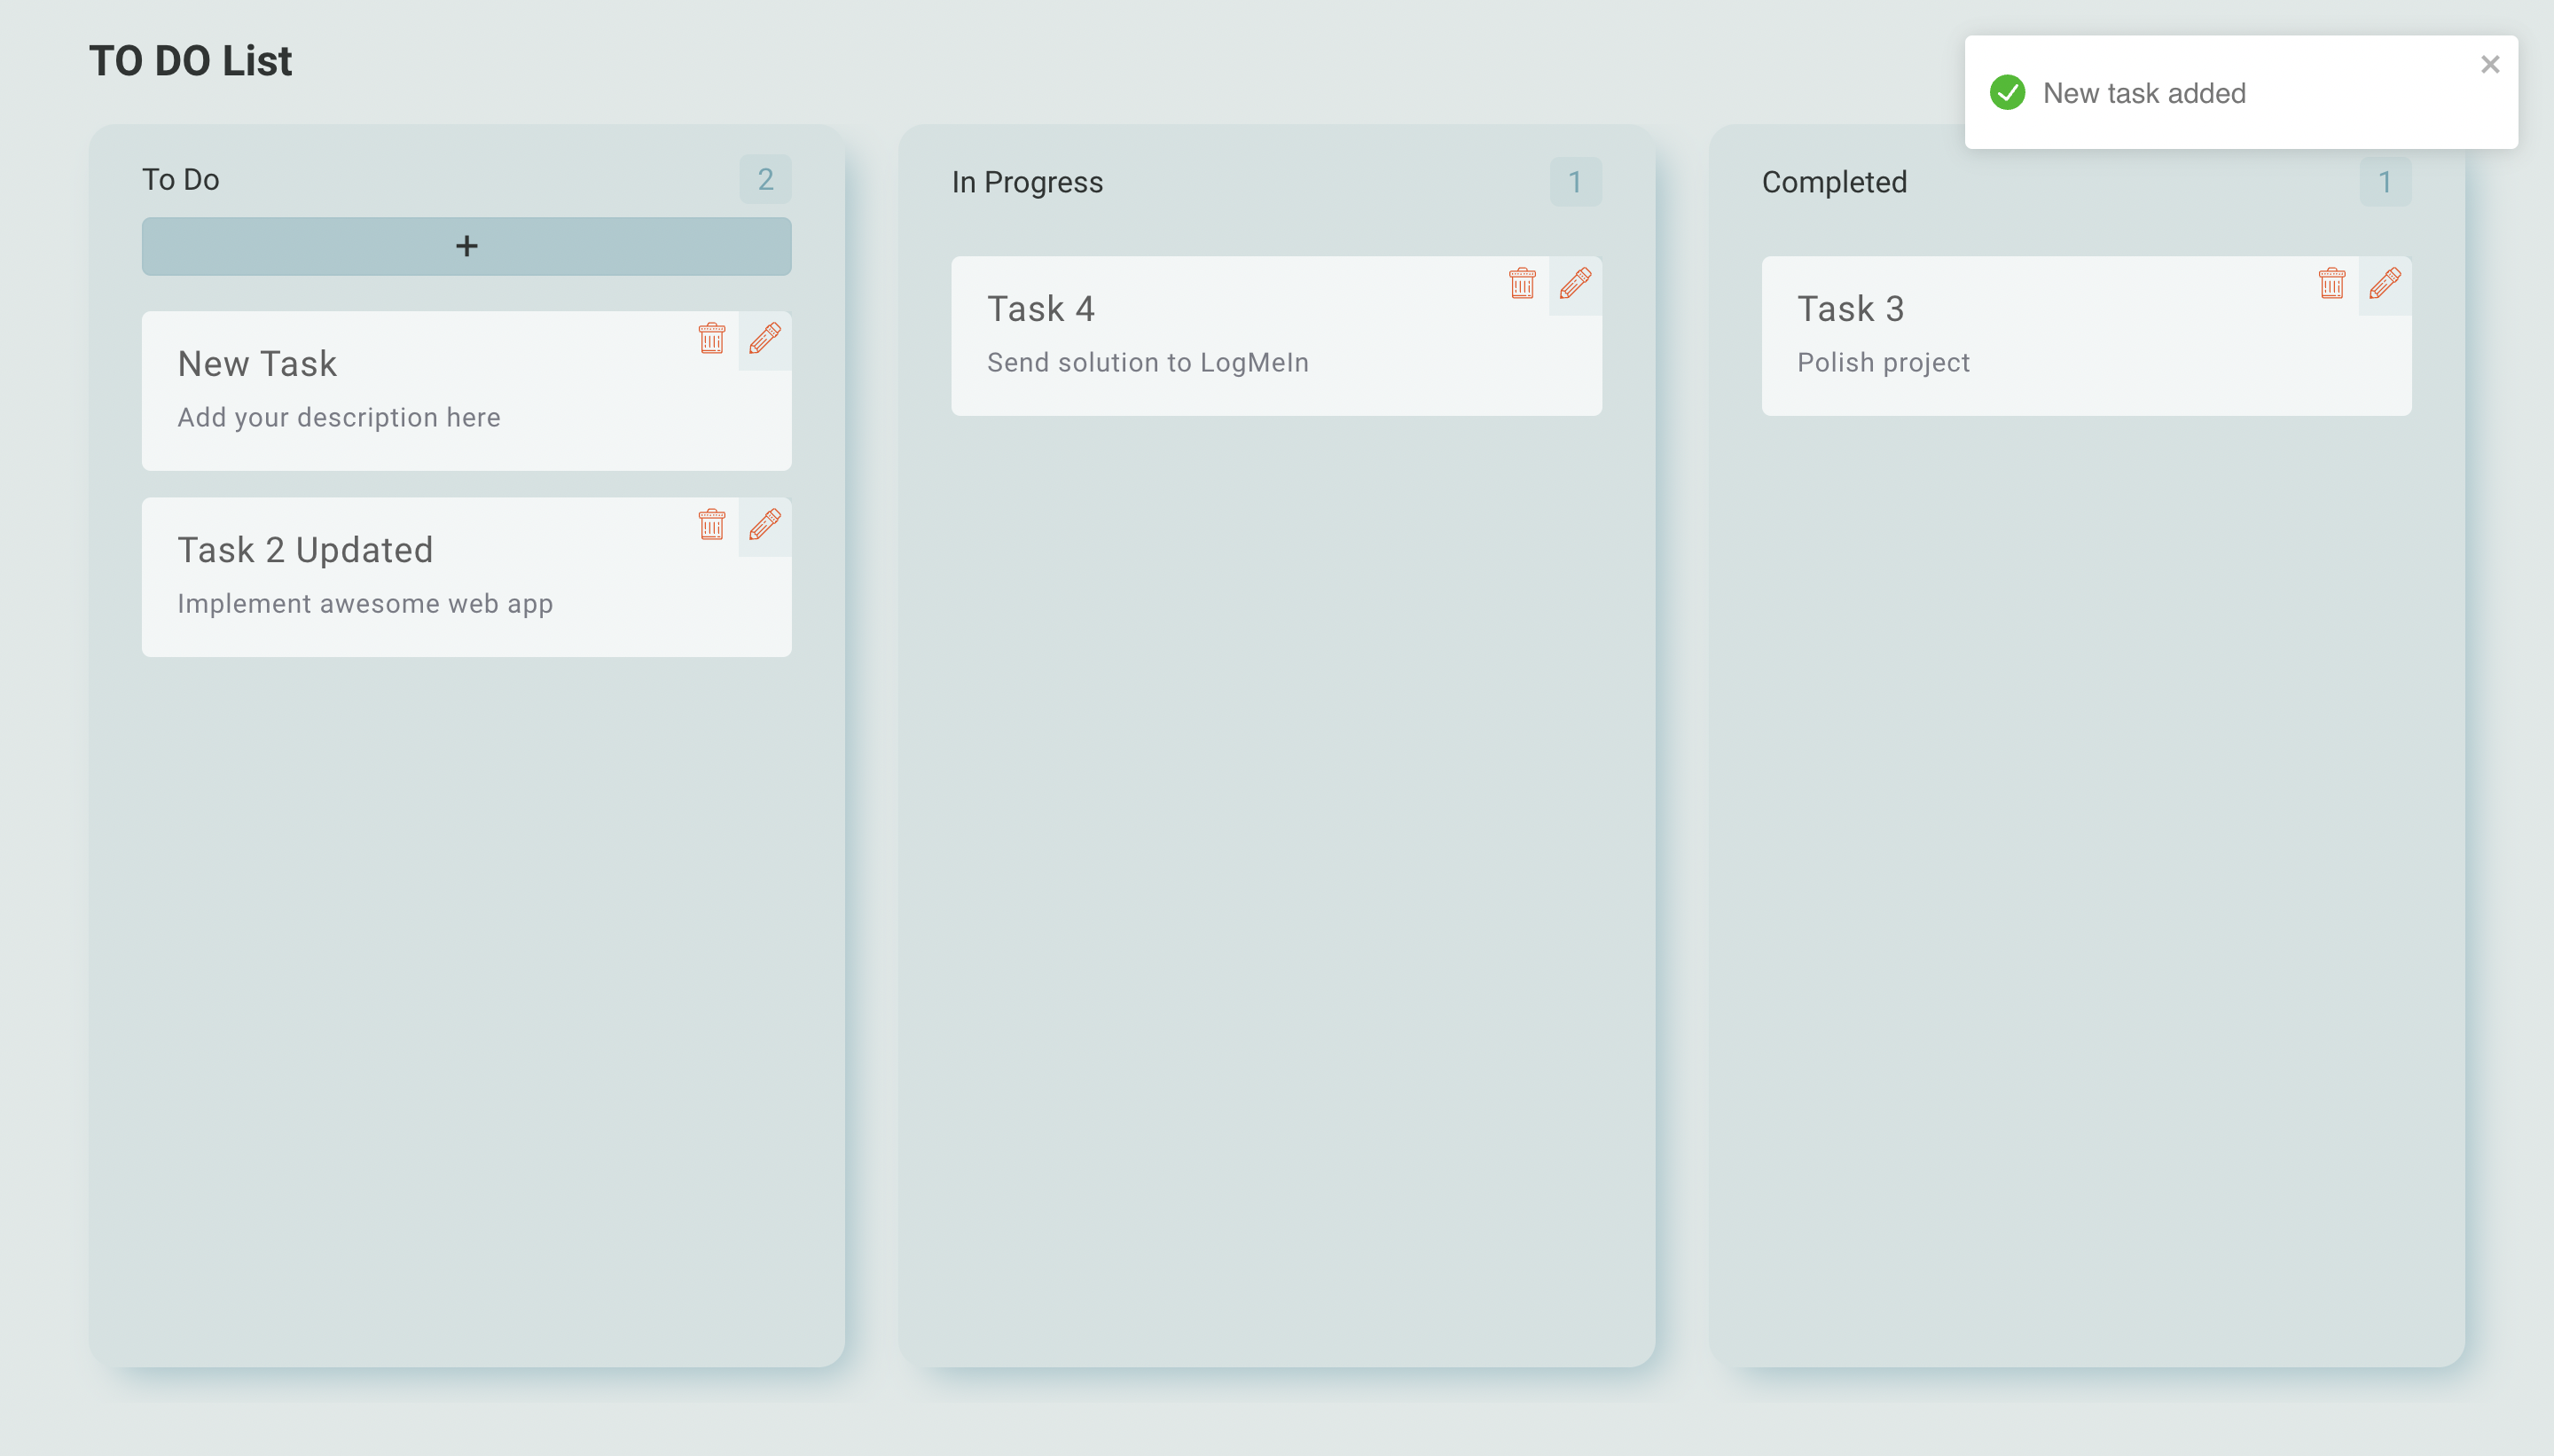 TO DO List
New task added
To Do
2
+
New Task
Add your description here
Task 2 Updated
Implement awesome web app
In Progress
1
Task 4
Send solution to LogMeIn
Completed
1
Task 3
Polish project